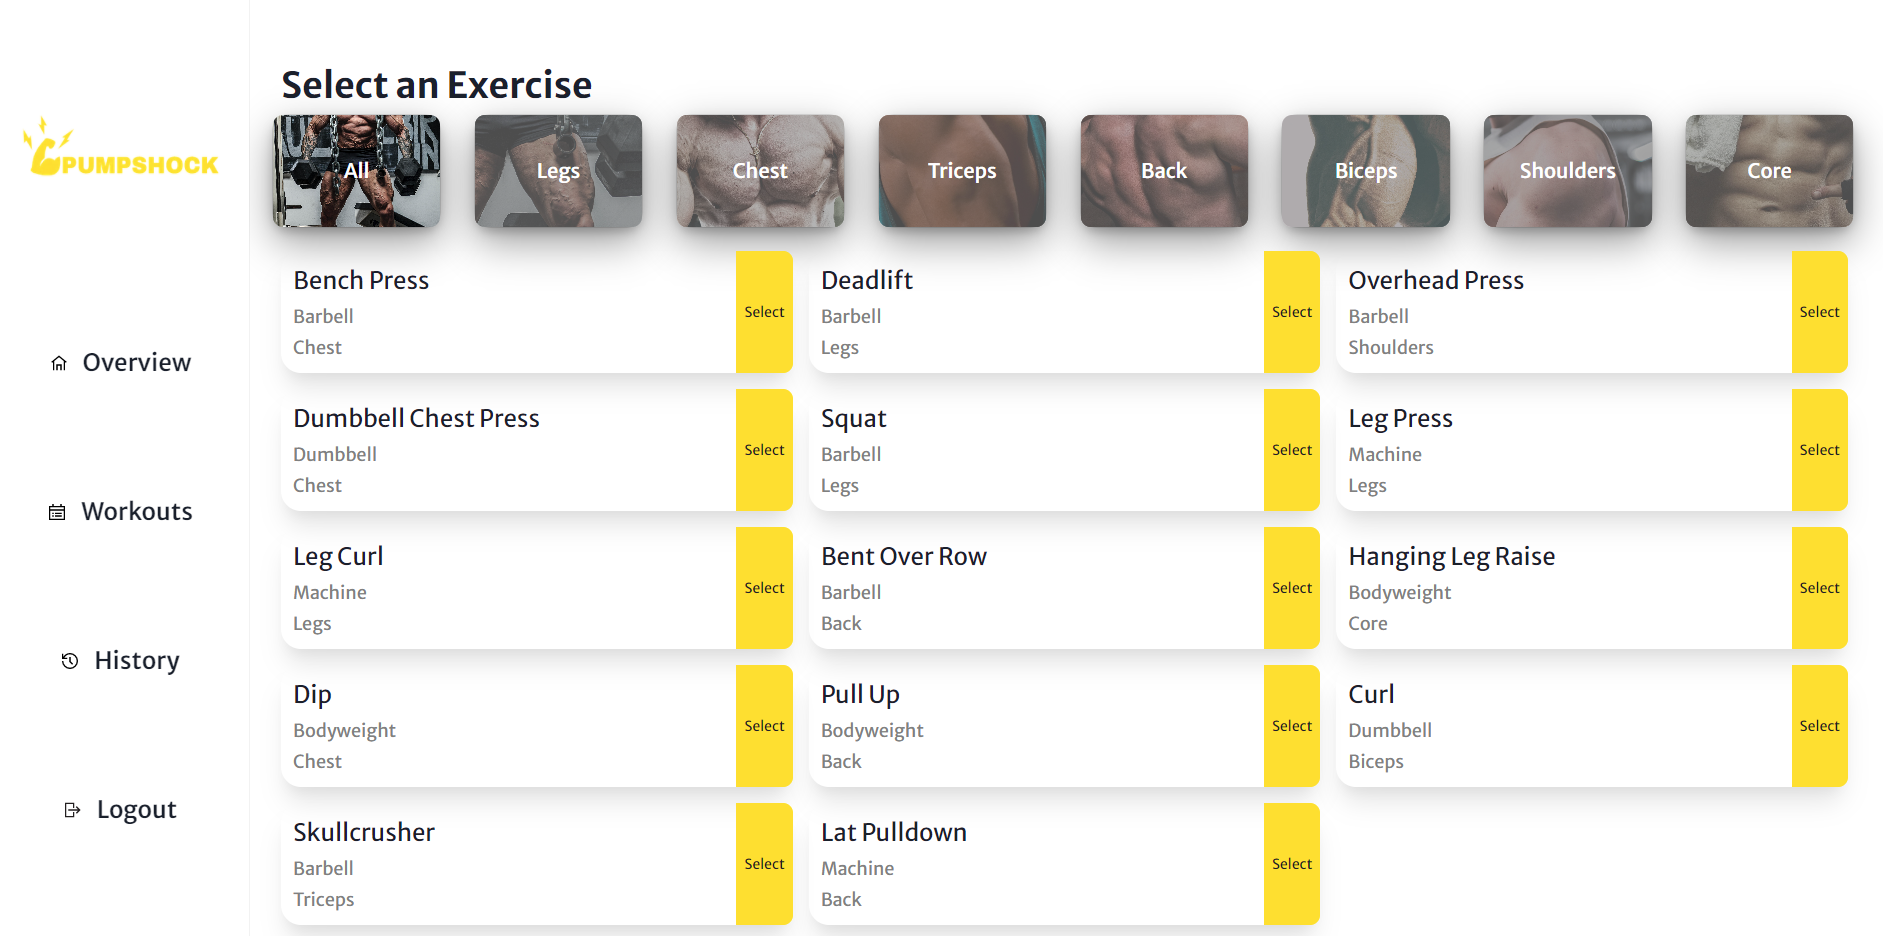 PUMPSHOCK
Overview
Workouts
History
Logout
Select an Exercise
All
Legs
Chest
Triceps
Back
Biceps
Shoulders
Core
Bench Press
Barbell
Chest
Select
Deadlift
Barbell
Legs
Select
Overhead Press
Barbell
Shoulders
Select
Dumbbell Chest Press
Dumbbell
Chest
Select
Squat
Barbell
Legs
Select
Leg Press
Machine
Legs
Select
Leg Curl
Machine
Legs
Select
Bent Over Row
Barbell
Back
Select
Hanging Leg Raise
Bodyweight
Core
Select
Dip
Bodyweight
Chest
Select
Pull Up
Bodyweight
Back
Select
Curl
Dumbbell
Biceps
Select
Skullcrusher
Barbell
Triceps
Select
Lat Pulldown
Machine
Back
Select